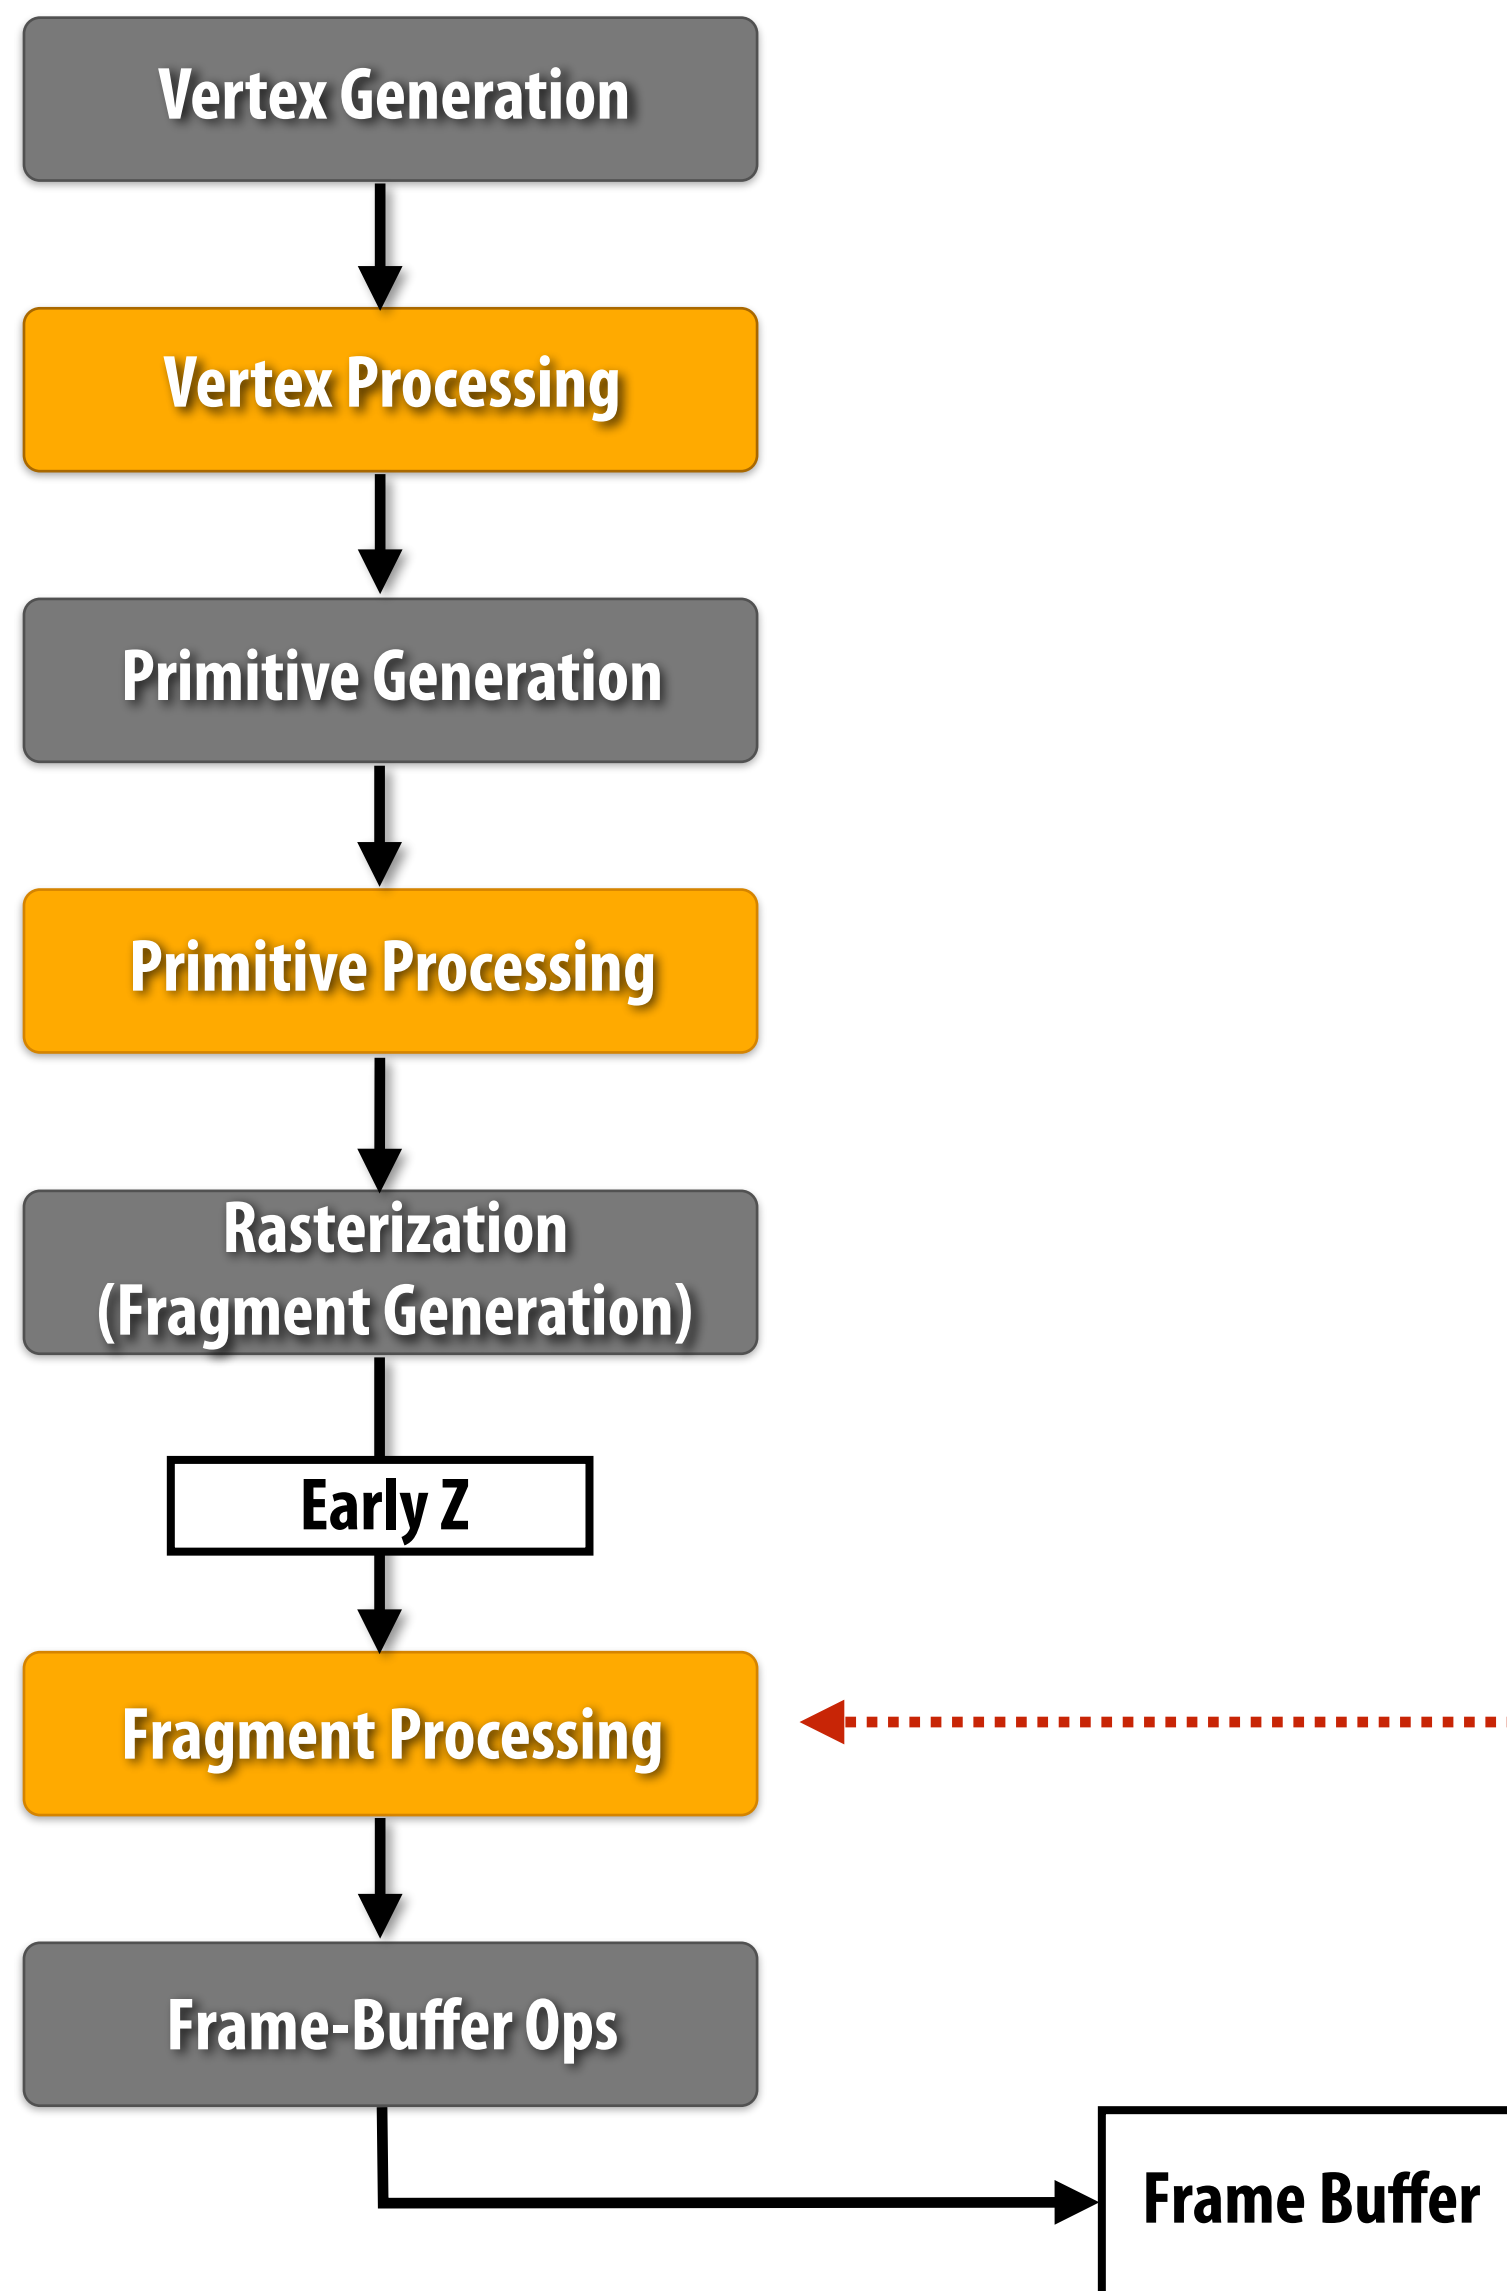 Vertex Generation
Vertex Processing
Primitive Generation
Primitive Processing
Rasterization
(Fragment Generation)
Early Z
Fragment Processing
Frame-Buffer Ops
Frame Buffer